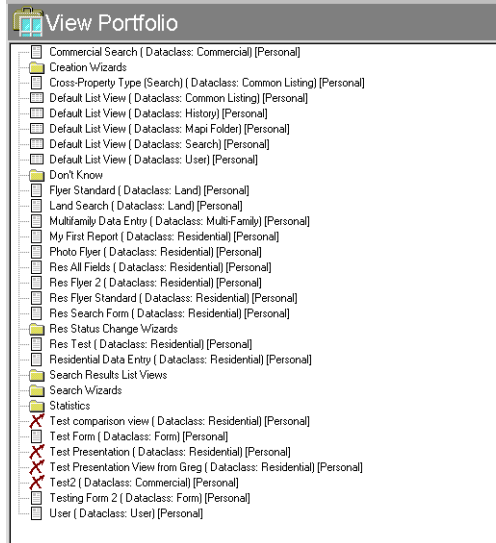 View Portfolio
Commercial Search ( Dataclass: Commercial) [Personal]
Creation Wizards
Cross-Property Type (Search) ( Dataclass: Common Listing) [Personal]
Default List View ( Dataclass: Common Listing) [Personal]
Default List View ( Dataclass: History) [Personal]
Default List View ( Dataclass: Mapi Folder) [Personal]
Default List View ( Dataclass: Search) [Personal]
Default List View ( Dataclass: User) [Personal]
Don't Know
Flyer Standard ( Dataclass: Land) [Personal]
Land Search ( Dataclass: Land) [Personal]
Multifamily Data Entry ( Dataclass: Multi-Family) [Personal]
My First Report ( Dataclass: Residential) [Personal]
Photo Flyer ( Dataclass: Residential) [Personal]
Res All Fields ( Dataclass: Residential) [Personal]
Res Flyer 2 ( Dataclass: Residential) [Personal]
Res Flyer Standard ( Dataclass: Residential) [Personal]
Res Search Form ( Dataclass: Residential) [Personal]
Res Status Change Wizards
Res Test ( Dataclass: Residential) [Personal]
Residential Data Entry ( Dataclass: Residential) [Personal]
Search Results List Views
Search Wizards
Statistics
Test comparison view ( Dataclass: Residential) [Personal]
Test Form ( Dataclass: Form) [Personal]
Test Presentation ( Dataclass: Residential) [Personal]
Test Presentation View from Greg ( Dataclass: Residential) [Personal]
Test2 ( Dataclass: Commercial) [Personal]
Testing Form 2 ( Dataclass: Form) [Personal]
User ( Dataclass: User) [Personal]